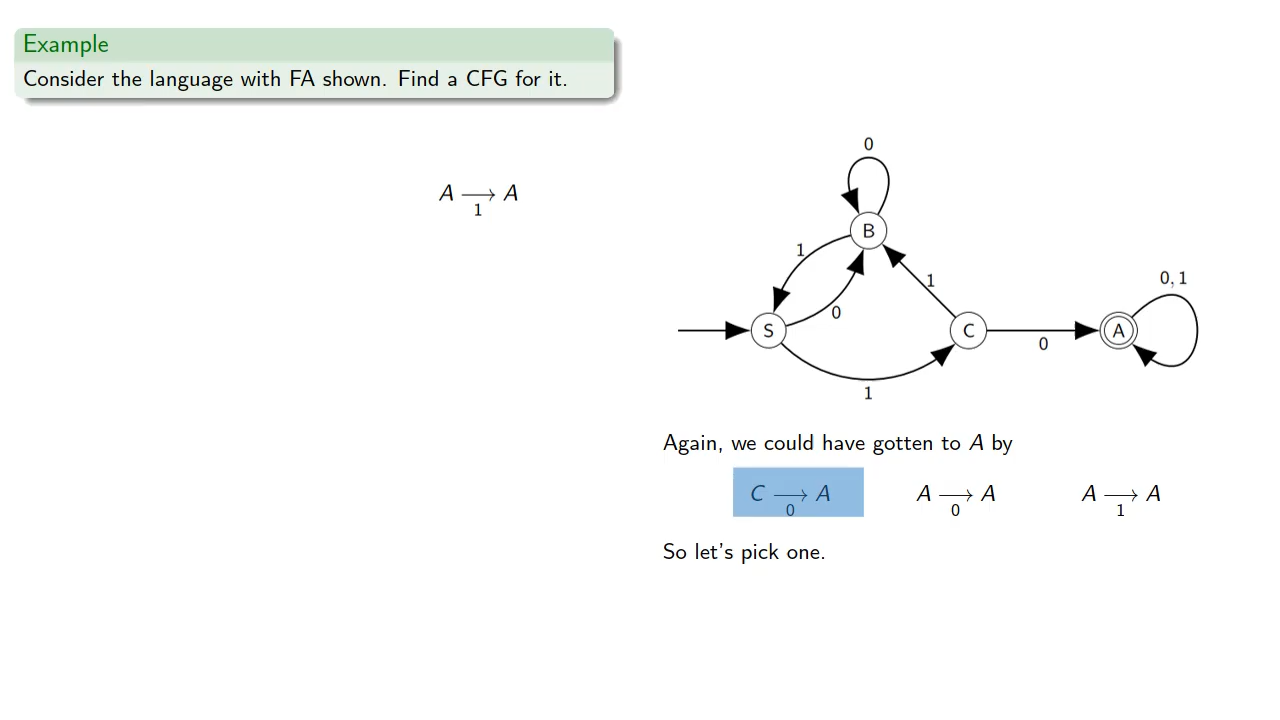 Example
Consider the language with FA shown. Find a CFG for it.
A ⟶ A
1
0
B
1
1
0
0, 1
S
C
A
0
1
Again, we could have gotten to A by
C ⟶ A A ⟶ A A ⟶ A
0 0 1
So let's pick one.